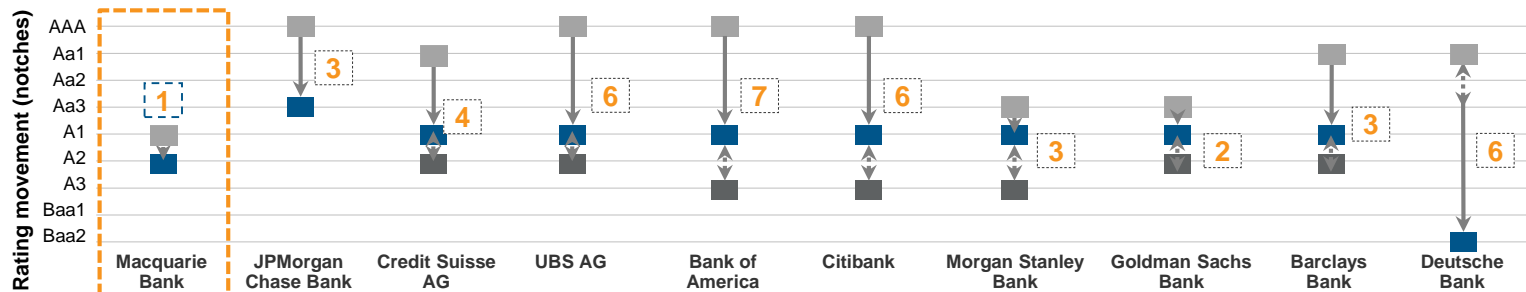 Rating movement (notches)
AAA
Aa1
Aa2
Aa3
A1
A2
A3
Baa1
Baa2
1
3
4
6
7
6
3
2
3
6
Macquarie
Bank
JPMorgan
Chase Bank
Credit Suisse
AG
UBS AG
Bank of
America
Citibank
Morgan Stanley
Bank
Goldman Sachs
Bank
Barclays
Bank
Deutsche
Bank